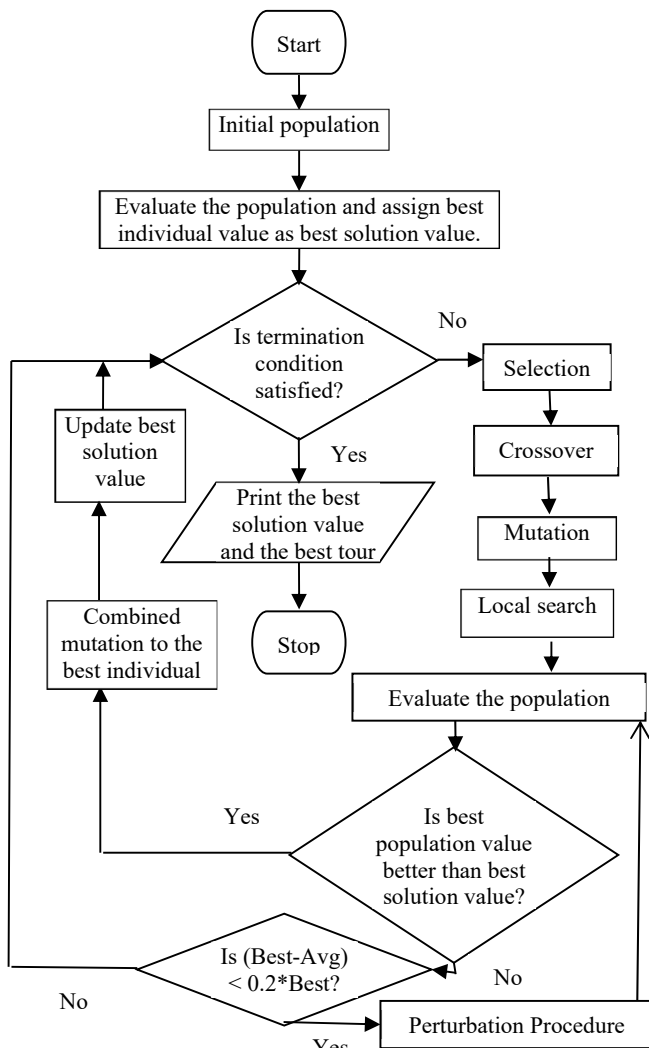 Start
Initial population
Evaluate the population and assign best
individual value as best solution value.
Is termination
condition
satisfied?
No
Selection
Crossover
Mutation
Local search
Yes
Print the best
solution value
and the best tour
Stop
Update best
solution
value
Combined
mutation to the
best individual
Evaluate the population
Is best
population value
better than best
solution value?
Yes
No
Is (Best-Avg)
< 0.2*Best?
No
Yes
Perturbation Procedure